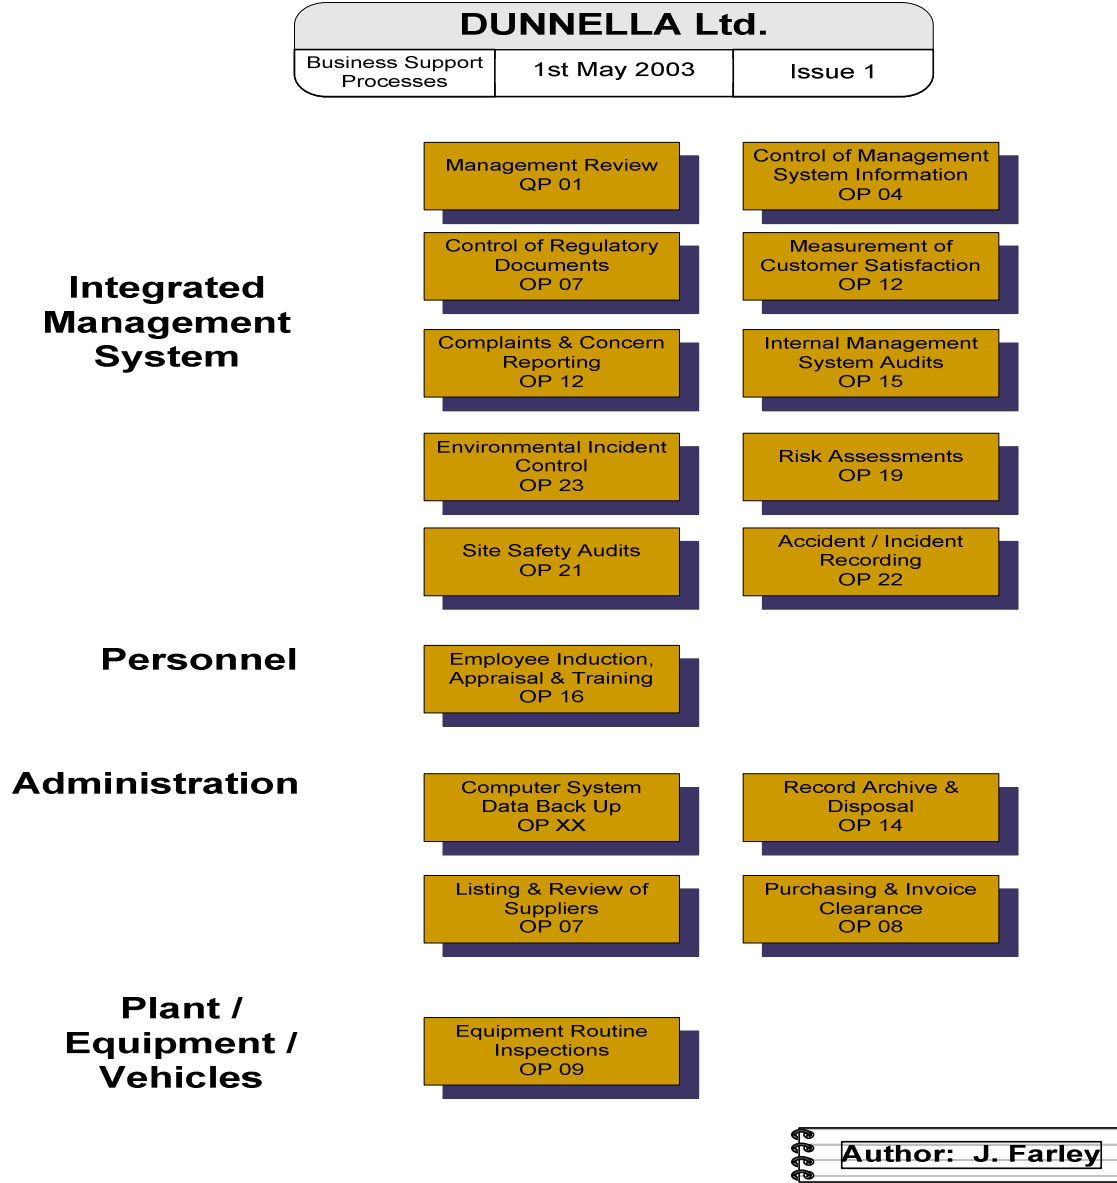 DUNNELLA Ltd.
Business Support
Processes
1st May 2003
Issue 1
Integrated
Management
System
Management Review
QP 01
Control of Management
System Information
OP 04
Control of Regulatory
Documents
OP 07
Measurement of
Customer Satisfaction
OP 12
Complaints & Concern
Reporting
OP 12
Internal Management
System Audits
OP 15
Environmental Incident
Control
OP 23
Risk Assessments
OP 19
Site Safety Audits
OP 21
Accident / Incident
Recording
OP 22
Personnel
Employee Induction,
Appraisal & Training
OP 16
Administration
Computer System
Data Back Up
OP XX
Record Archive &
Disposal
OP 14
Listing & Review of
Suppliers
OP 07
Purchasing & Invoice
Clearance
OP 08
Plant /
Equipment /
Vehicles
Equipment Routine
Inspections
OP 09
Author: J. Farley